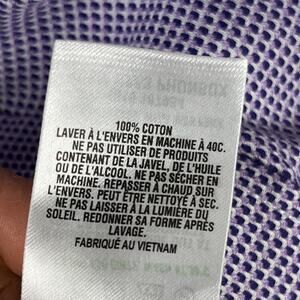 100% COTON
LAVER À L'ENVERS EN MACHINE À 40C.
NE PAS UTILISER DE PRODUITS
CONTENANT DE LA JAVEL, DE L'HUILE
OU DE L'ALCOOL. NE PAS SÉCHER EN
MACHINE. REPASSER À CHAUD SUR
L'ENVERS. PEUT ÊTRE NETTOYÉ À SEC.
NE PAS LAISSER À LA LUMIÈRE DU
SOLEIL. REDONNER SA FORME APRÈS
LAVAGE.
FABRIQUÉ AU VIETNAM